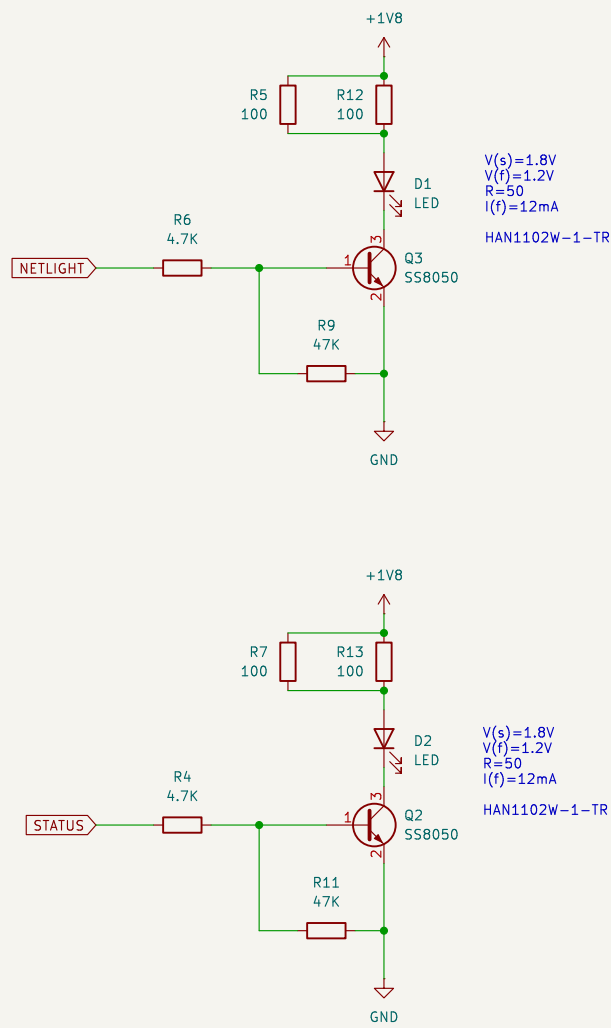 +1V8
R5
100
R12
100
V(s)=1.8V
V(f)=1.2V
R=50
I(f)=12mA
HAN1102W-1-TR
D1
LED
R6
4.7K
3
Q3
SS8050
NETLIGHT
1
2
R9
47K
GND
+1V8
R7
100
R13
100
V(s)=1.8V
V(f)=1.2V
R=50
I(f)=12mA
HAN1102W-1-TR
D2
LED
R4
4.7K
3
Q2
SS8050
STATUS
1
2
R11
47K
GND